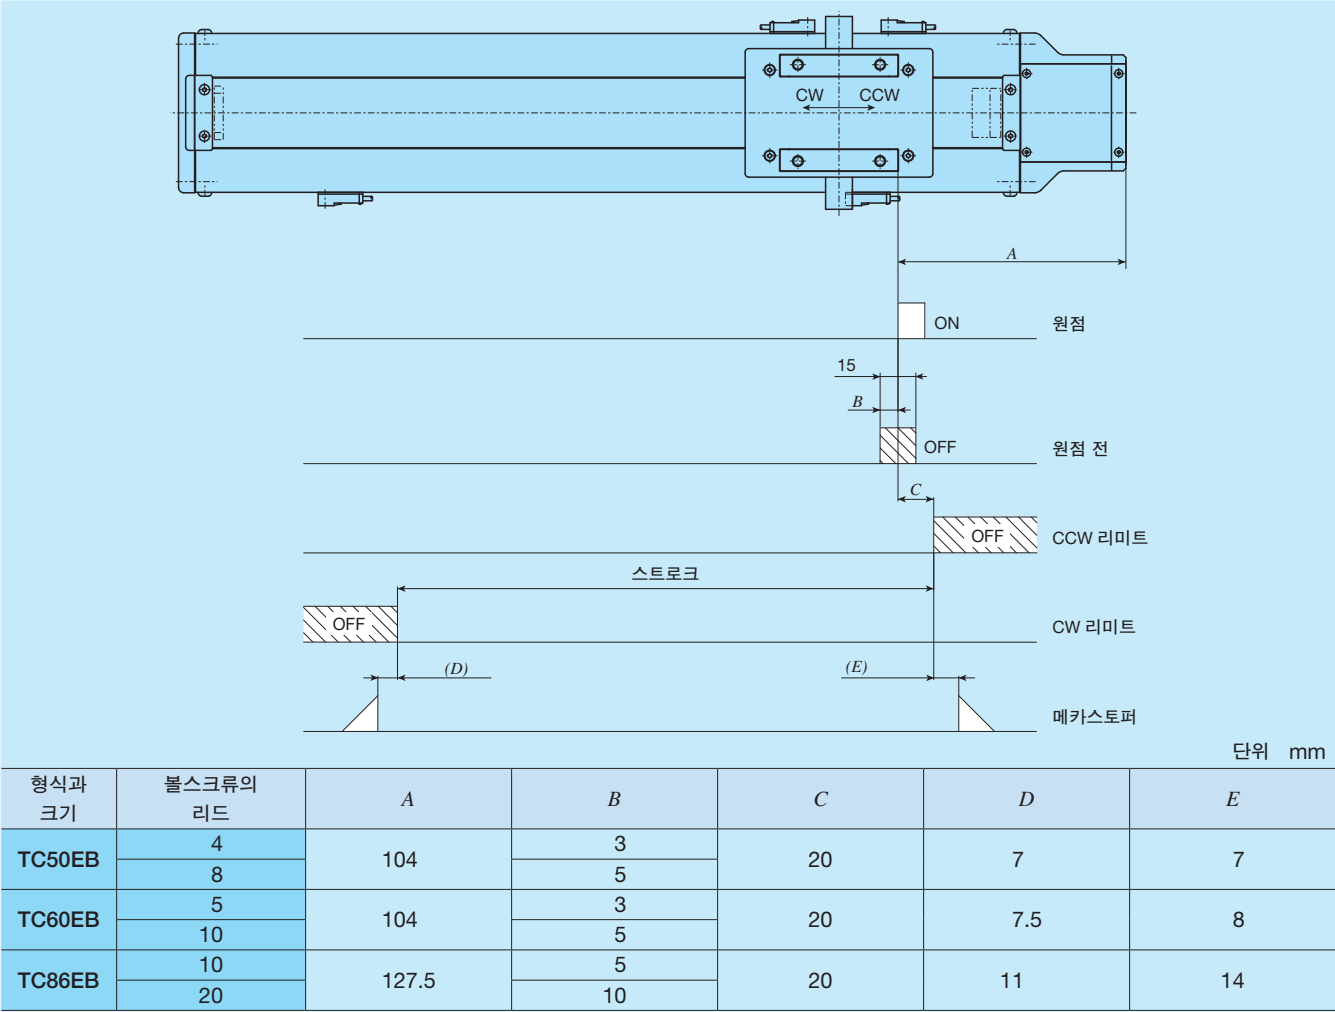 CW CCW
A
ON 원점
15
B
OFF 원점 전
C
OFF CCW 리미트
스트로크
OFF CW 리미트
(D) (E)
메카스토퍼
단위 mm
형식과 크기 볼스크류의 리드 A B C D E
TC50EB 4 104 3 20 7 7
8 5
TC60EB 5 104 3 20 7.5 8
10 5
TC86EB 10 127.5 5 20 11 14
20 10